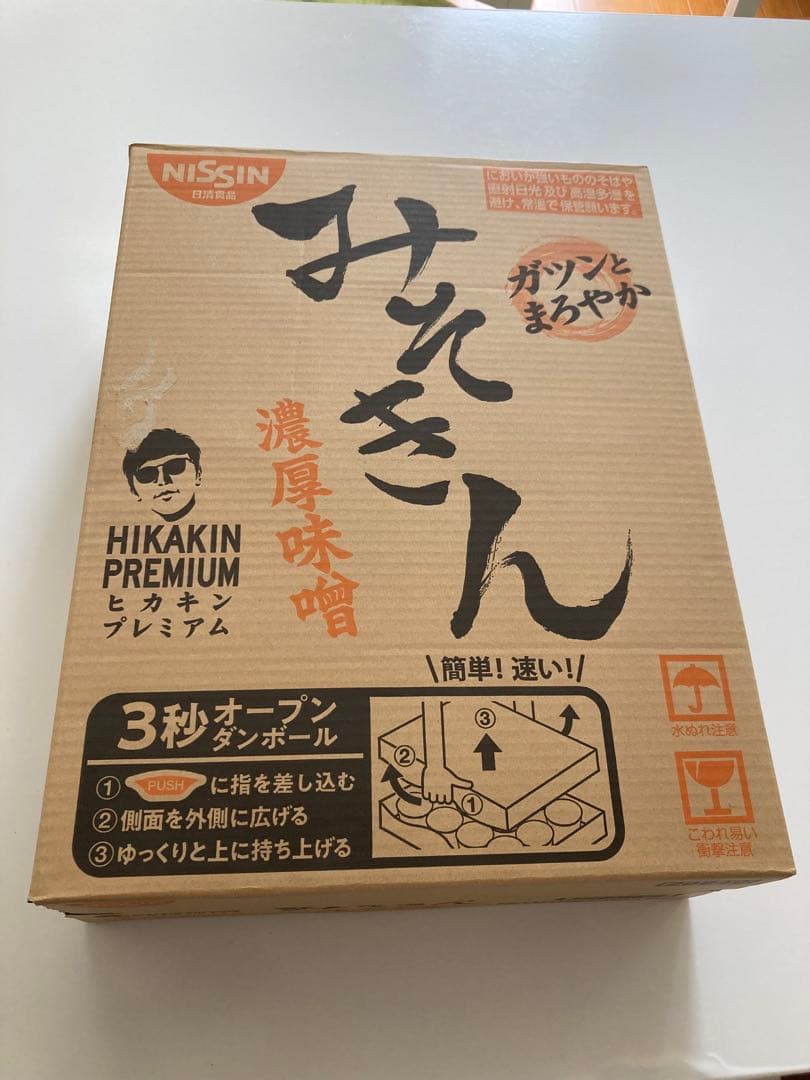 NISSIN
日清食品
においが強いもののそばや
直射日光及び高温多湿を
避け、常温で保管願います。
みそきん
ガツンと
まろやか
濃厚味噌
HIKAKIN
PREMIUM
ヒカキン
プレミアム
\簡単!速い!/
3秒オープン
ダンボール
① PUSH に指を差し込む
② 側面を外側に広げる
③ ゆっくりと上に持ち上げる
③
②
①
水ぬれ注意
こわれ易い
衝撃注意